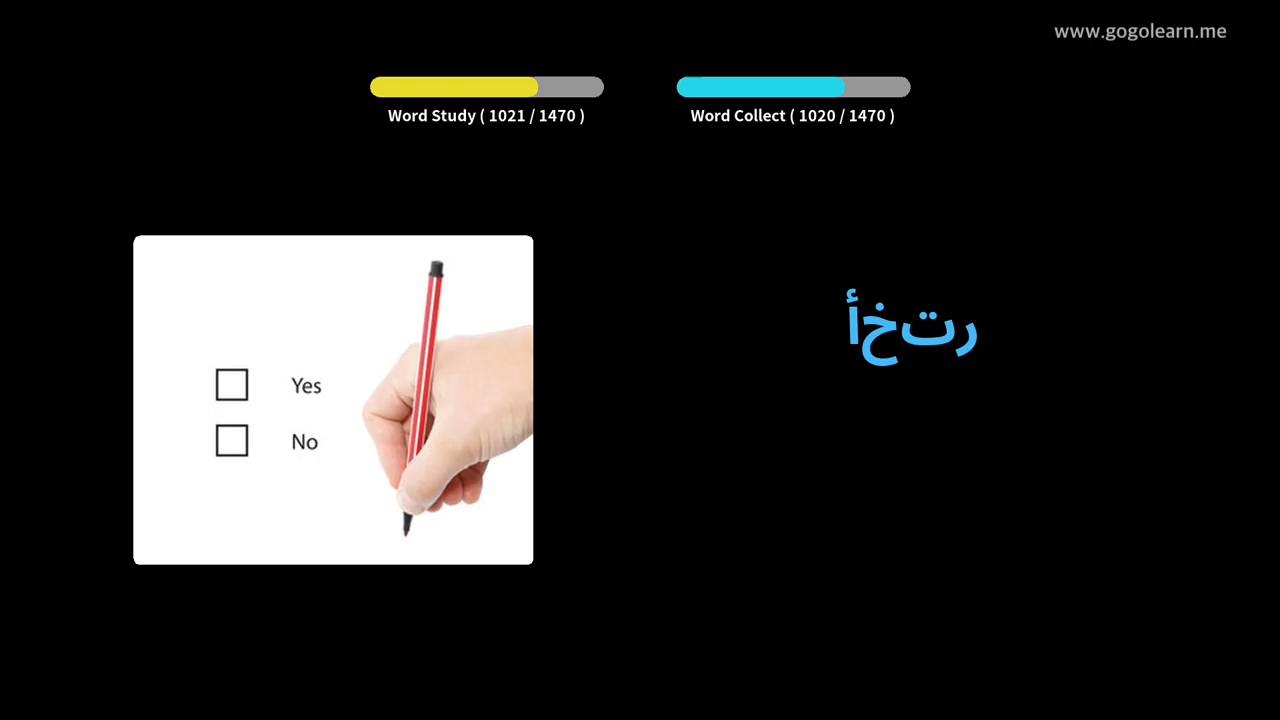 www.gogolearn.me
Word Study ( 1021 / 1470 )
Word Collect ( 1020 / 1470 )
Yes
No
رتخأ